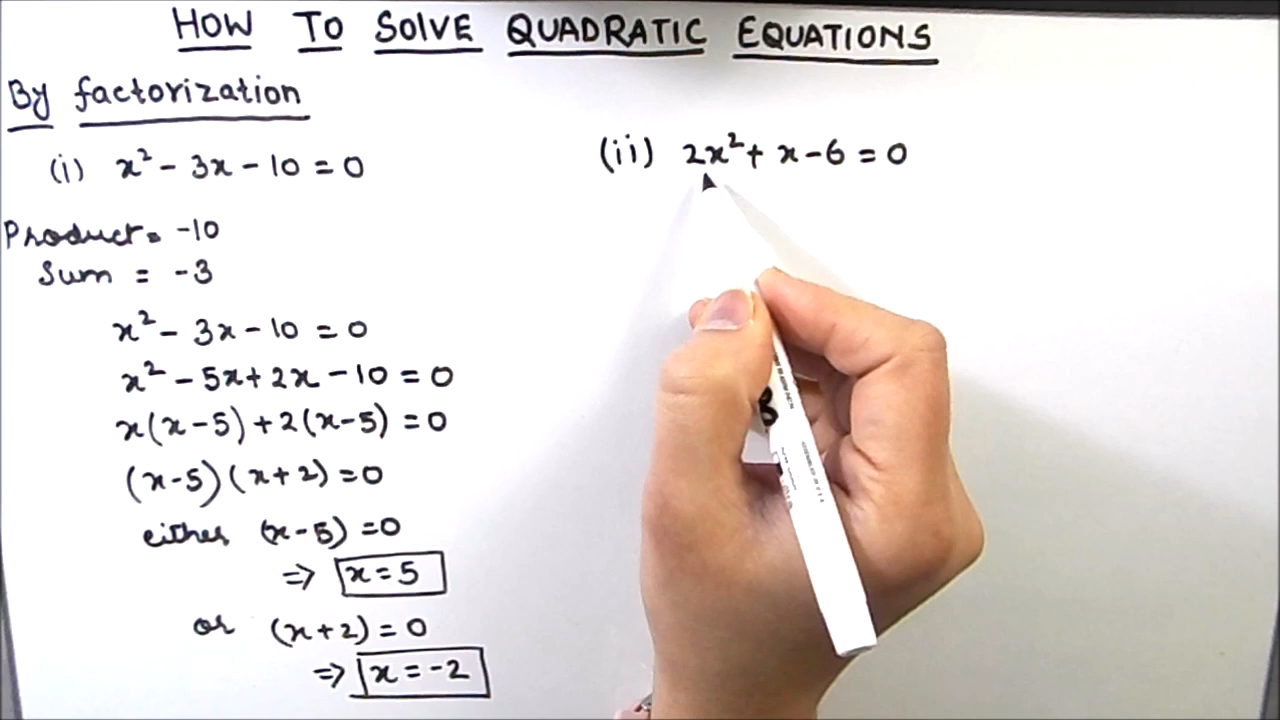 HOW TO SOLVE QUADRATIC EQUATIONS
By factorization
(i) x² - 3x - 10 = 0
Product = -10
Sum = -3
x² - 3x - 10 = 0
x² - 5x + 2x - 10 = 0
x(x-5) + 2(x-5) = 0
(x-5)(x+2) = 0
either (x-5) = 0
⇒ x = 5
or (x+2) = 0
⇒ x = -2
(ii) 2x² + x - 6 = 0